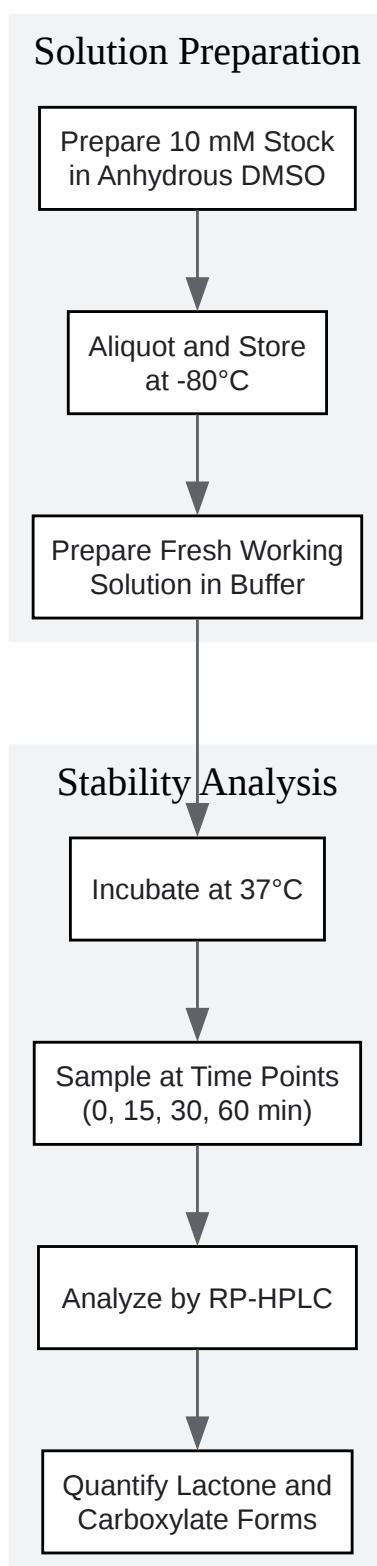 Solution Preparation
Prepare 10 mM Stock
in Anhydrous DMSO
Aliquot and Store
at -80°C
Prepare Fresh Working
Solution in Buffer
Stability Analysis
Incubate at 37°C
Sample at Time Points
(0, 15, 30, 60 min)
Analyze by RP-HPLC
Quantify Lactone and
Carboxylate Forms